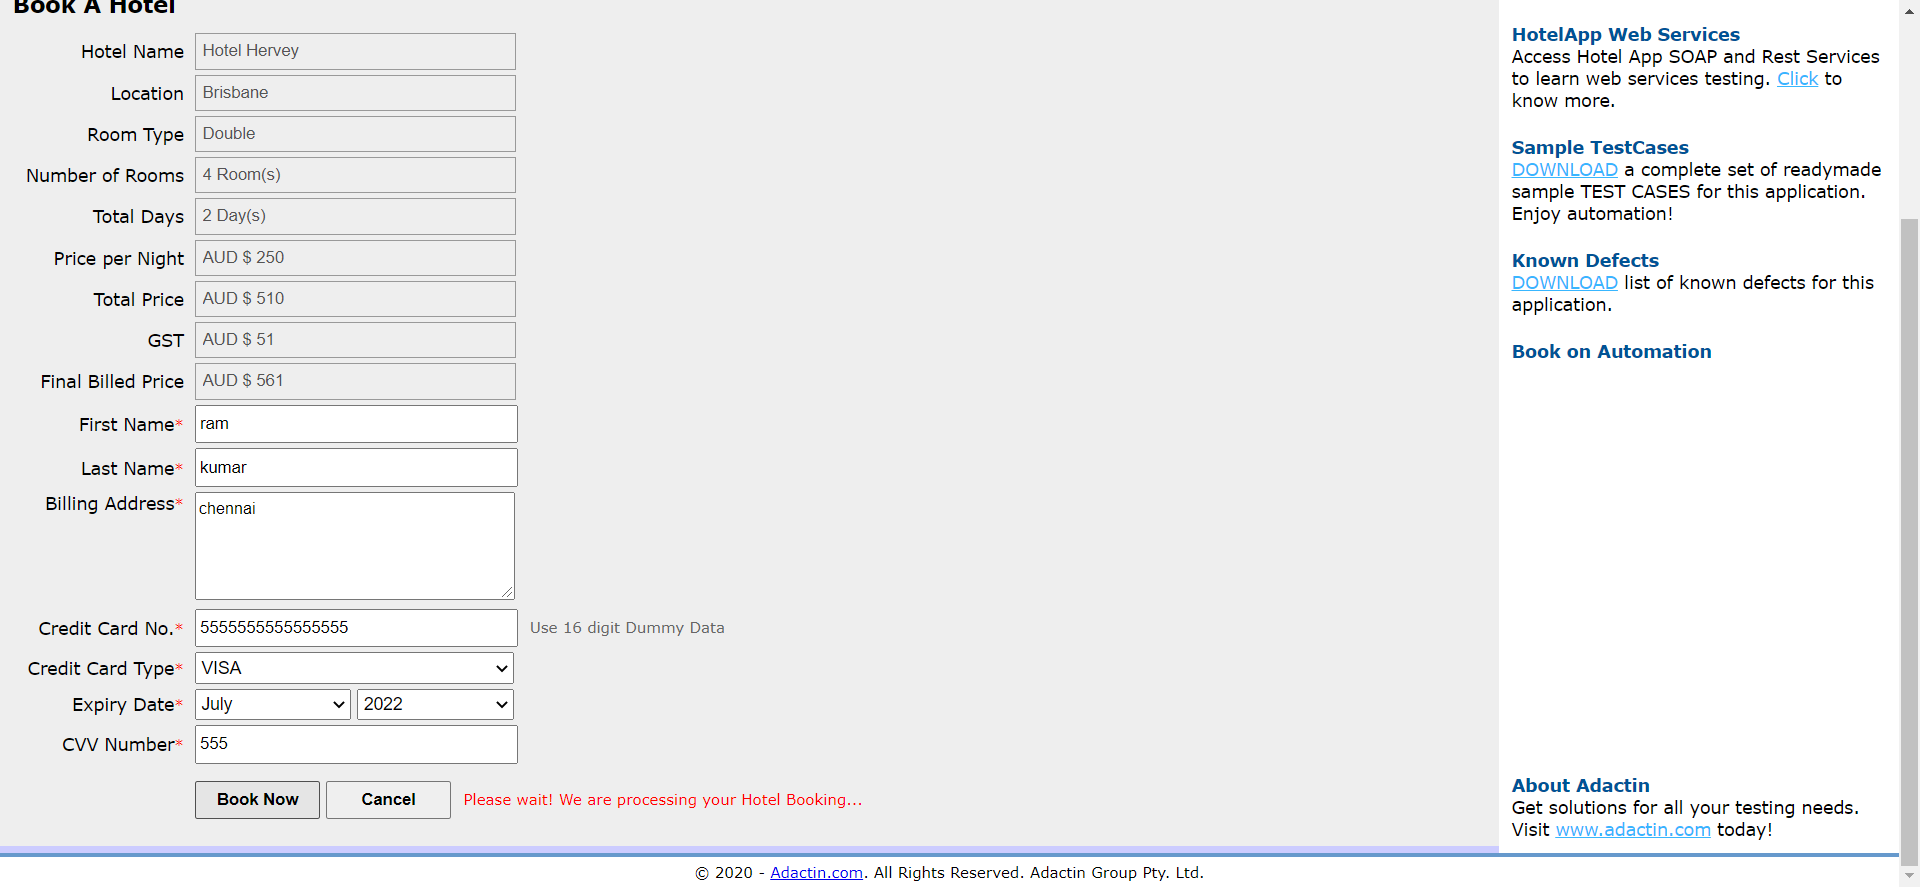 Book A Hotel
Hotel Name Hotel Hervey
Location Brisbane
Room Type Double
Number of Rooms 4 Room(s)
Total Days 2 Day(s)
Price per Night AUD $ 250
Total Price AUD $ 510
GST AUD $ 51
Final Billed Price AUD $ 561
First Name* ram
Last Name* kumar
Billing Address* chennai
Credit Card No.* 5555555555555555 Use 16 digit Dummy Data
Credit Card Type* VISA
Expiry Date* July 2022
CVV Number* 555
Book Now Cancel Please wait! We are processing your Hotel Booking...
HotelApp Web Services
Access Hotel App SOAP and Rest Services
to learn web services testing. Click to
know more.
Sample TestCases
DOWNLOAD a complete set of readymade
sample TEST CASES for this application.
Enjoy automation!
Known Defects
DOWNLOAD list of known defects for this
application.
Book on Automation
About Adactin
Get solutions for all your testing needs.
Visit www.adactin.com today!
© 2020 - Adactin.com. All Rights Reserved. Adactin Group Pty. Ltd.